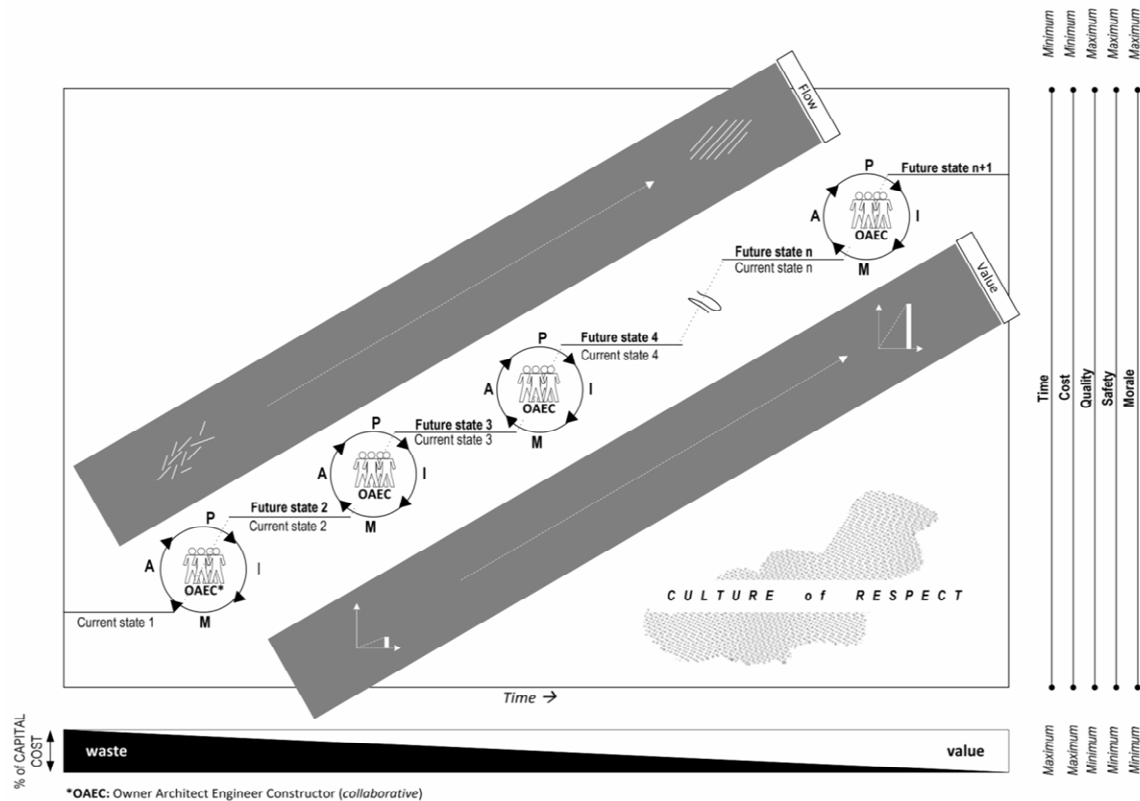 Minimum
Minimum
Maximum
Maximum
Maximum
Flow
P
Future state n+1
A
I
OAEC
M
Future state n
Current state n
Value
P
Future state 4
Current state 4
A
I
OAEC
M
P
Future state 3
Current state 3
A
I
OAEC
M
P
Future state 2
Current state 2
A
I
OAEC*
M
Current state 1
Time
Cost
Quality
Safety
Morale
CULTURE of RESPECT
Time →
% of CAPITAL
COST
waste
value
Maximum
Maximum
Minimum
Minimum
Minimum
*OAEC: Owner Architect Engineer Constructor (collaborative)